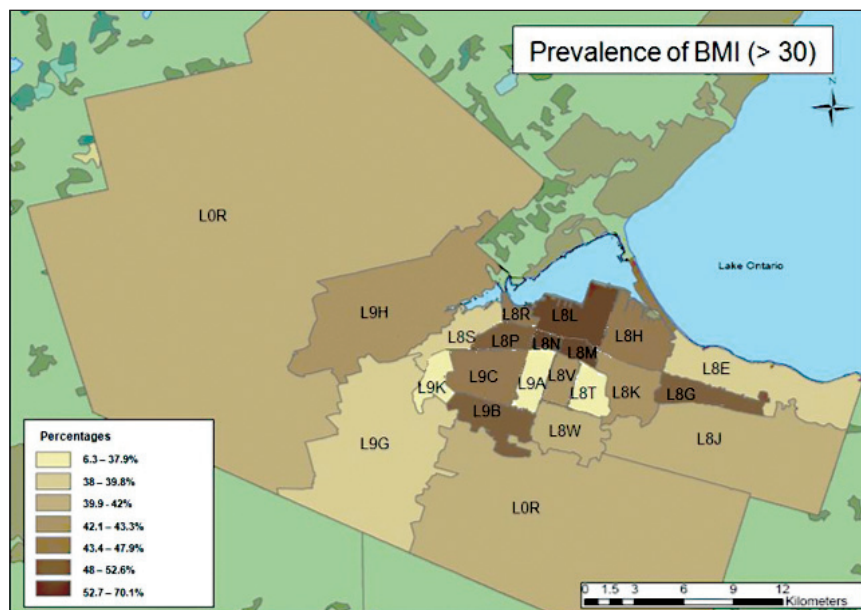 Prevalence of BMI (> 30)
N
L0R
Lake Ontario
L9H
L8R
L8L
L8S
L8P
L8N
L8M
L8H
L8E
L9K
L9C
L9A
L8V
L8T
L8K
L8G
L9B
L9G
L8W
L8J
L0R
Percentages
6.3 – 37.9%
38 – 39.8%
39.9 - 42%
42.1 – 43.3%
43.4 – 47.9%
48 – 52.6%
52.7 – 70.1%
0 1.5 3 6 9 12
Kilometers